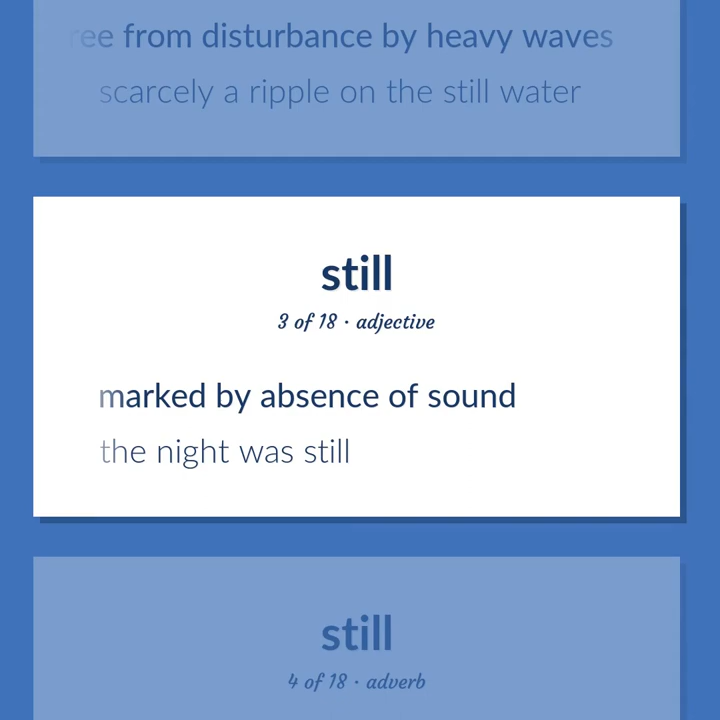 free from disturbance by heavy waves
scarcely a ripple on the still water
still
3 of 18 · adjective
marked by absence of sound
the night was still
still
4 of 18 · adverb